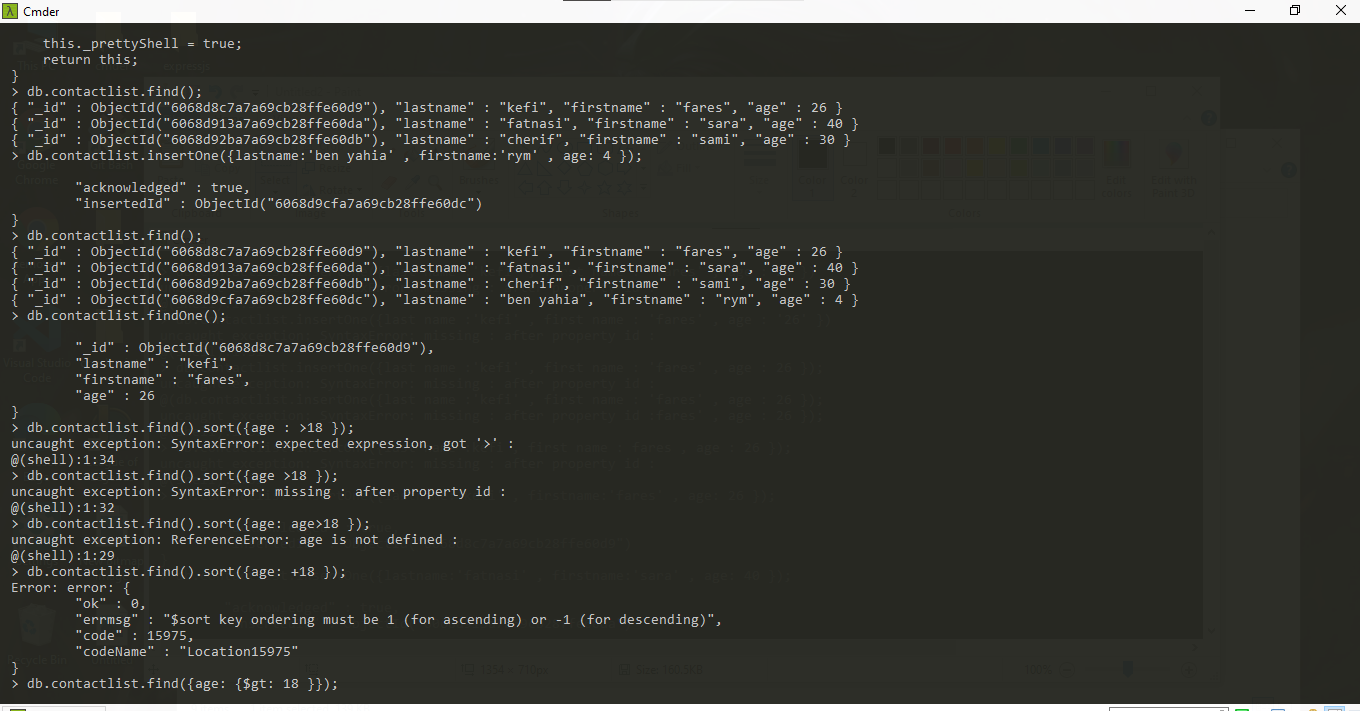 Cmder
this._prettyShell = true;
return this;
}
> db.contactlist.find();
{ "_id" : ObjectId("6068d8c7a7a69cb28ffe60d9"), "lastname" : "kefi", "firstname" : "fares", "age" : 26 }
{ "_id" : ObjectId("6068d913a7a69cb28ffe60da"), "lastname" : "fatnasi", "firstname" : "sara", "age" : 40 }
{ "_id" : ObjectId("6068d92ba7a69cb28ffe60db"), "lastname" : "cherif", "firstname" : "sami", "age" : 30 }
> db.contactlist.insertOne({lastname:'ben yahia' , firstname:'rym' , age: 4 });
"acknowledged" : true,
"insertedId" : ObjectId("6068d9cfa7a69cb28ffe60dc")
}
> db.contactlist.find();
{ "_id" : ObjectId("6068d8c7a7a69cb28ffe60d9"), "lastname" : "kefi", "firstname" : "fares", "age" : 26 }
{ "_id" : ObjectId("6068d913a7a69cb28ffe60da"), "lastname" : "fatnasi", "firstname" : "sara", "age" : 40 }
{ "_id" : ObjectId("6068d92ba7a69cb28ffe60db"), "lastname" : "cherif", "firstname" : "sami", "age" : 30 }
{ "_id" : ObjectId("6068d9cfa7a69cb28ffe60dc"), "lastname" : "ben yahia", "firstname" : "rym", "age" : 4 }
> db.contactlist.findOne();
"_id" : ObjectId("6068d8c7a7a69cb28ffe60d9"),
"lastname" : "kefi",
"firstname" : "fares",
"age" : 26
}
> db.contactlist.find().sort({age : >18 });
uncaught exception: SyntaxError: expected expression, got '>' :
@(shell):1:34
> db.contactlist.find().sort({age >18 });
uncaught exception: SyntaxError: missing : after property id :
@(shell):1:32
> db.contactlist.find().sort({age: age>18 });
uncaught exception: ReferenceError: age is not defined :
@(shell):1:29
> db.contactlist.find().sort({age: +18 });
Error: error: {
"ok" : 0,
"errmsg" : "$sort key ordering must be 1 (for ascending) or -1 (for descending)",
"code" : 15975,
"codeName" : "Location15975"
}
> db.contactlist.find({age: {$gt: 18 }});